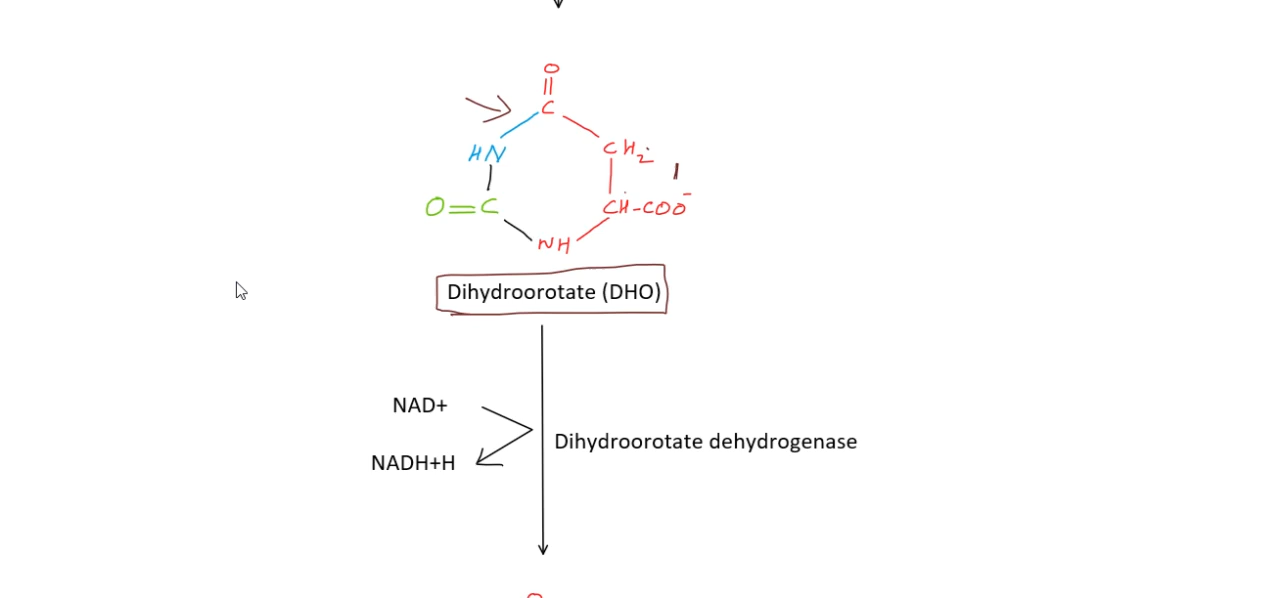 O
C
HN
CH2
O=C
CH-COO-
NH
Dihydroorotate (DHO)
NAD+
Dihydroorotate dehydrogenase
NADH+H